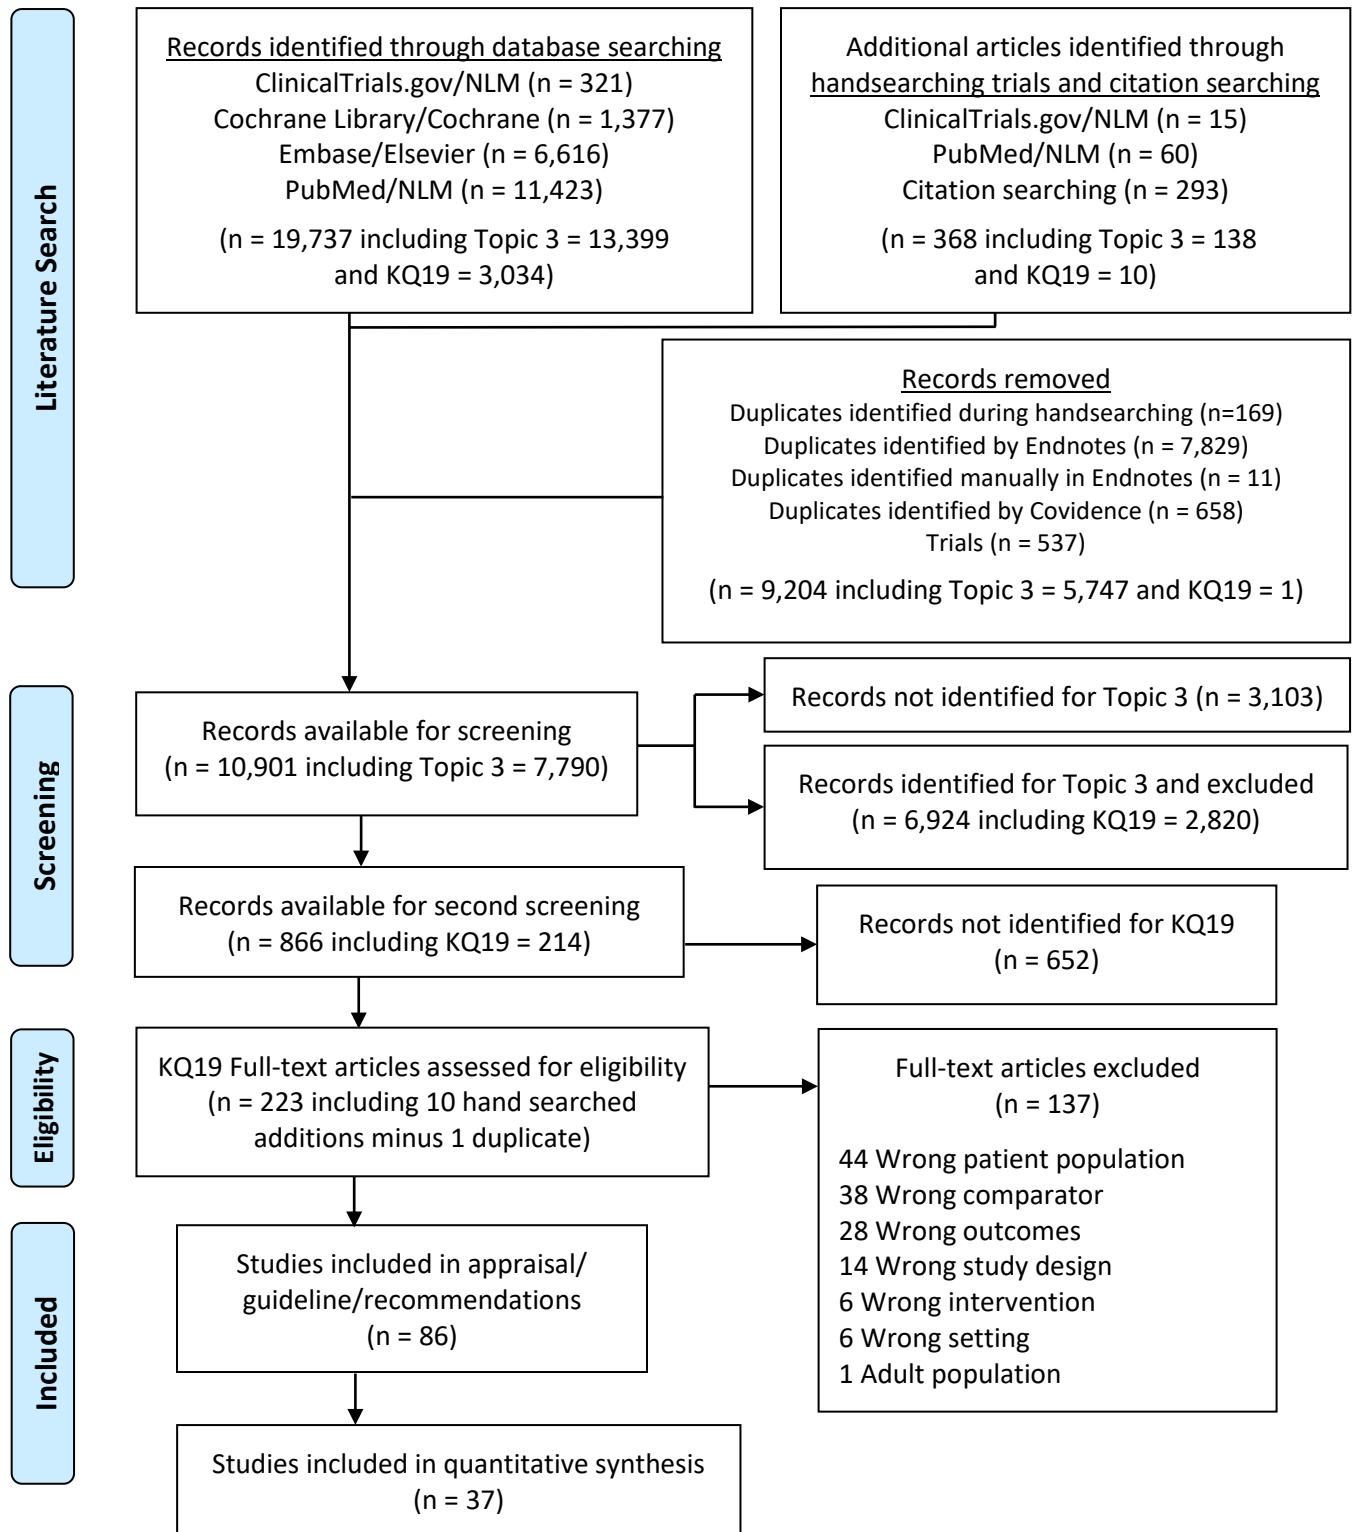 Literature Search
Records identified through database searching
ClinicalTrials.gov/NLM (n = 321)
Cochrane Library/Cochrane (n = 1,377)
Embase/Elsevier (n = 6,616)
PubMed/NLM (n = 11,423)
(n = 19,737 including Topic 3 = 13,399
and KQ19 = 3,034)
Additional articles identified through
handsearching trials and citation searching
ClinicalTrials.gov/NLM (n = 15)
PubMed/NLM (n = 60)
Citation searching (n = 293)
(n = 368 including Topic 3 = 138
and KQ19 = 10)
Records removed
Duplicates identified during handsearching (n=169)
Duplicates identified by Endnotes (n = 7,829)
Duplicates identified manually in Endnotes (n = 11)
Duplicates identified by Covidence (n = 658)
Trials (n = 537)
(n = 9,204 including Topic 3 = 5,747 and KQ19 = 1)
Screening
Records available for screening
(n = 10,901 including Topic 3 = 7,790)
Records not identified for Topic 3 (n = 3,103)
Records identified for Topic 3 and excluded
(n = 6,924 including KQ19 = 2,820)
Records available for second screening
(n = 866 including KQ19 = 214)
Records not identified for KQ19
(n = 652)
Eligibility
KQ19 Full-text articles assessed for eligibility
(n = 223 including 10 hand searched
additions minus 1 duplicate)
Full-text articles excluded
(n = 137)
44 Wrong patient population
38 Wrong comparator
28 Wrong outcomes
14 Wrong study design
6 Wrong intervention
6 Wrong setting
1 Adult population
Included
Studies included in appraisal/
guideline/recommendations
(n = 86)
Studies included in quantitative synthesis
(n = 37)